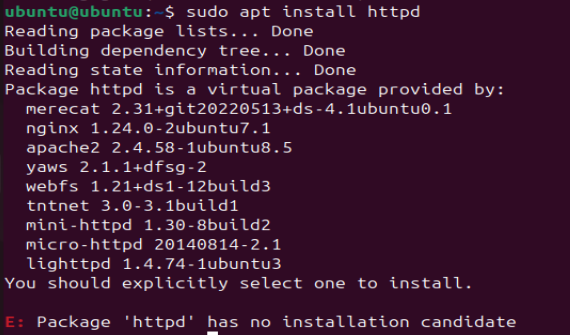 ubuntu@ubuntu:~$ sudo apt install httpd
Reading package lists... Done
Building dependency tree... Done
Reading state information... Done
Package httpd is a virtual package provided by:
  merecat 2.31+git20220513+ds-4.1ubuntu0.1
  nginx 1.24.0-2ubuntu7.1
  apache2 2.4.58-1ubuntu8.5
  yaws 2.1.1+dfsg-2
  webfs 1.21+ds1-12build3
  tntnet 3.0-3.1build1
  mini-httpd 1.30-8build2
  micro-httpd 20140814-2.1
  lighttpd 1.4.74-1ubuntu3
You should explicitly select one to install.
E: Package 'httpd' has no installation candidate